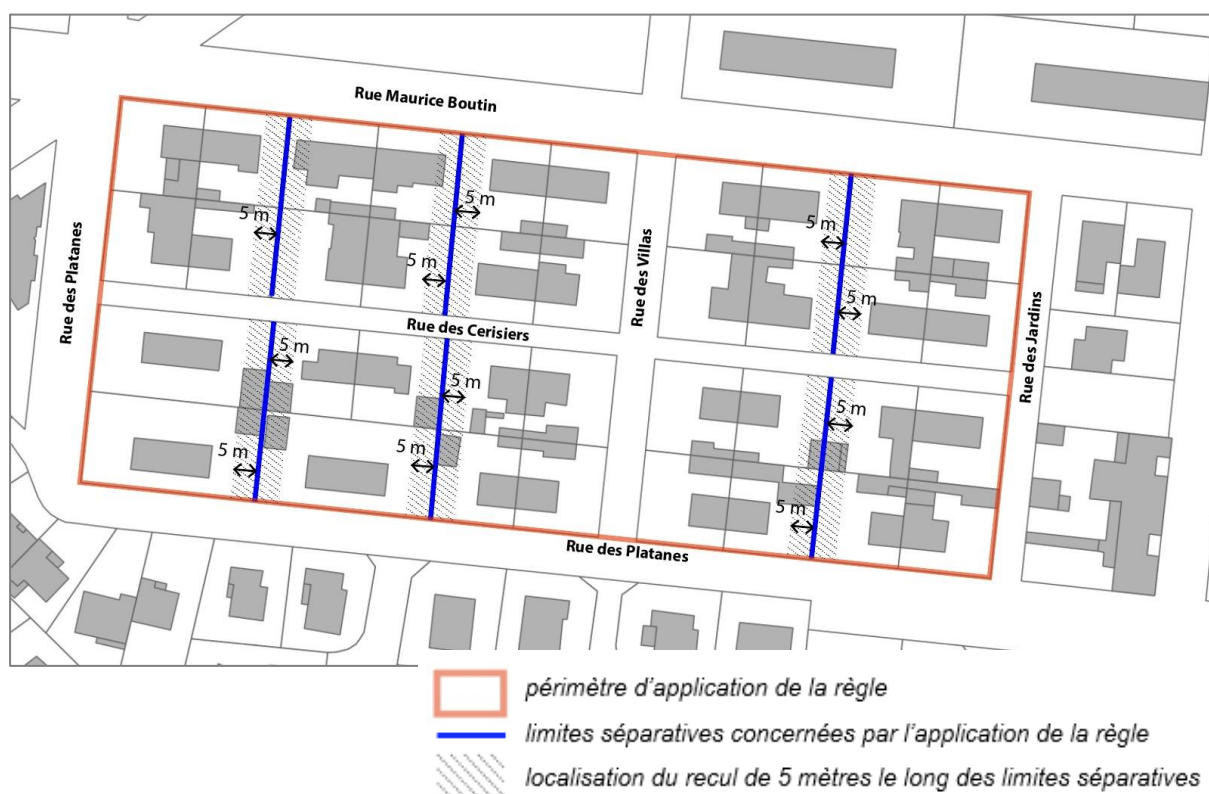 Rue Maurice Boutin
5 m
5 m
5 m
5 m
5 m
Rue des Platanes
Rue des Villas
Rue des Cerisiers
Rue des Jardins
5 m
5 m
5 m
5 m
5 m
5 m
Rue des Platanes
périmètre d'application de la règle
limites séparatives concernées par l'application de la règle
localisation du recul de 5 mètres le long des limites séparatives